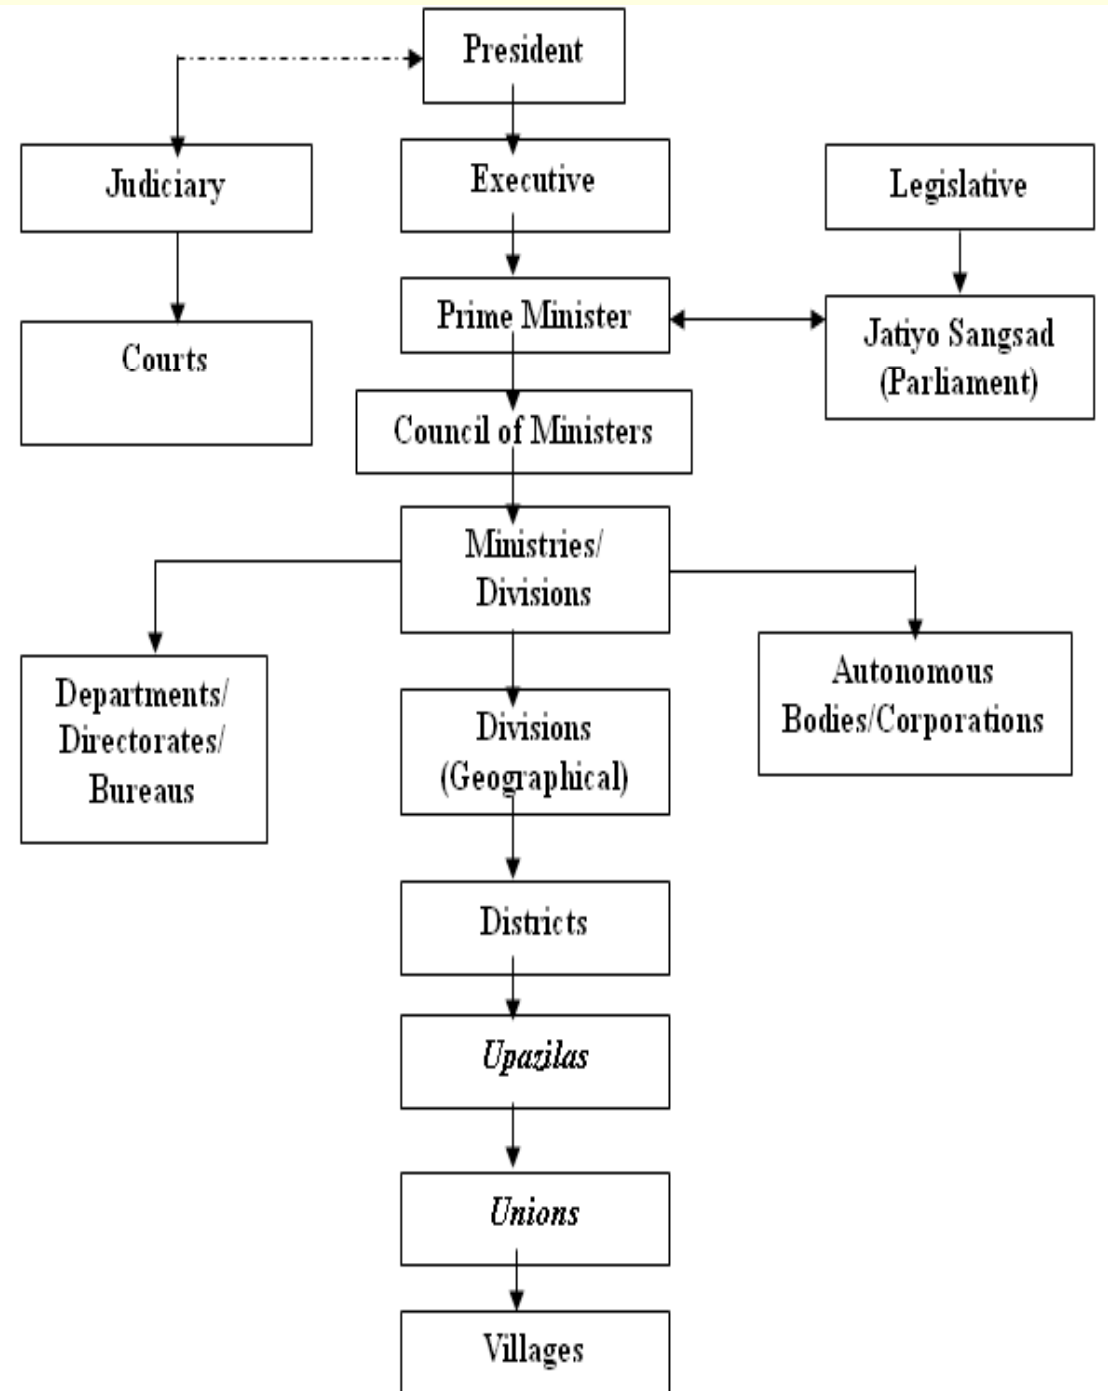 President
Judiciary
Executive
Legislative
Prime Minister
Jatiyo Sangsad
(Parliament)
Courts
Council of Ministers
Ministries/
Divisions
Departments/
Directorates/
Bureaus
Divisions
(Geographical)
Autonomous
Bodies/Corporations
Districts
Upazilas
Unions
Villages